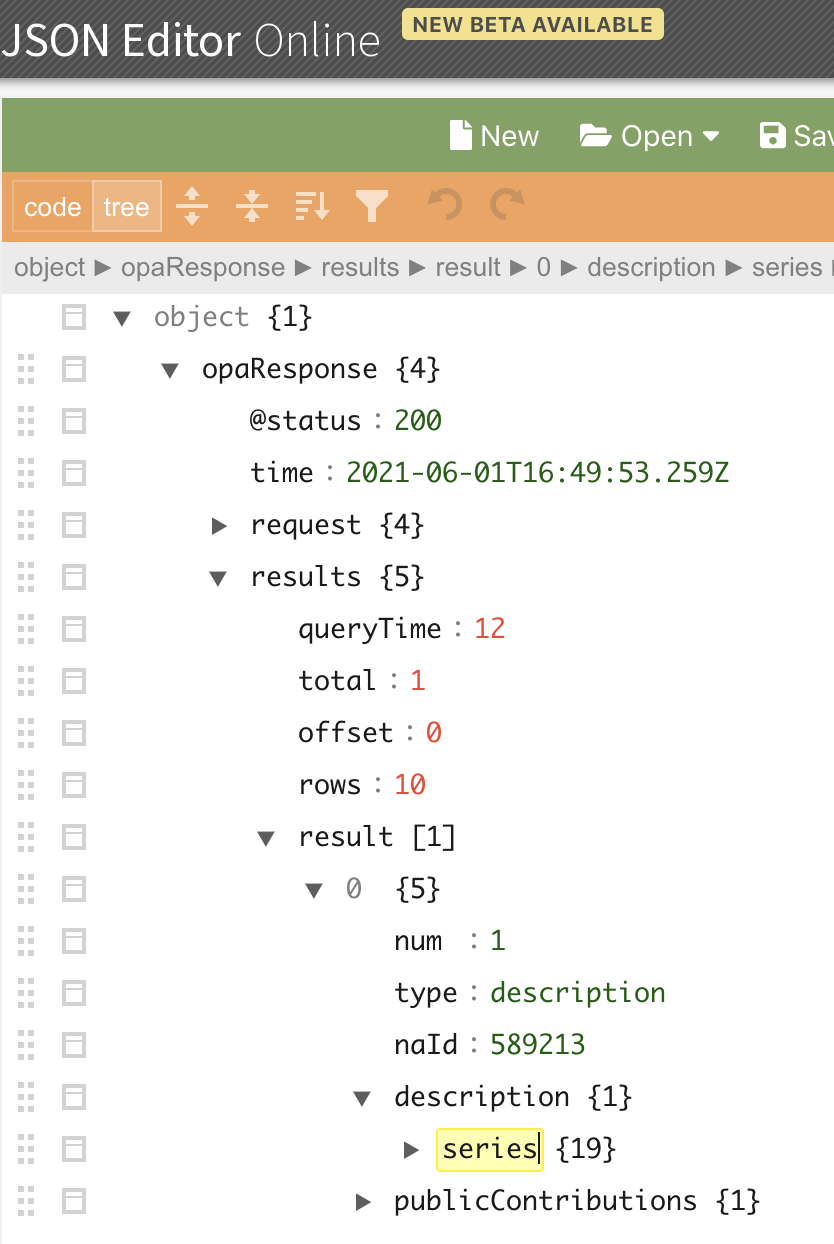 JSON Editor Online NEW BETA AVAILABLE
New Open Sav
code tree
object ► opaResponse ► results ► result ► 0 ► description ► series
object {1}
opaResponse {4}
@status : 200
time : 2021-06-01T16:49:53.259Z
request {4}
results {5}
queryTime : 12
total : 1
offset : 0
rows : 10
result [1]
0 {5}
num : 1
type : description
naId : 589213
description {1}
series {19}
publicContributions {1}